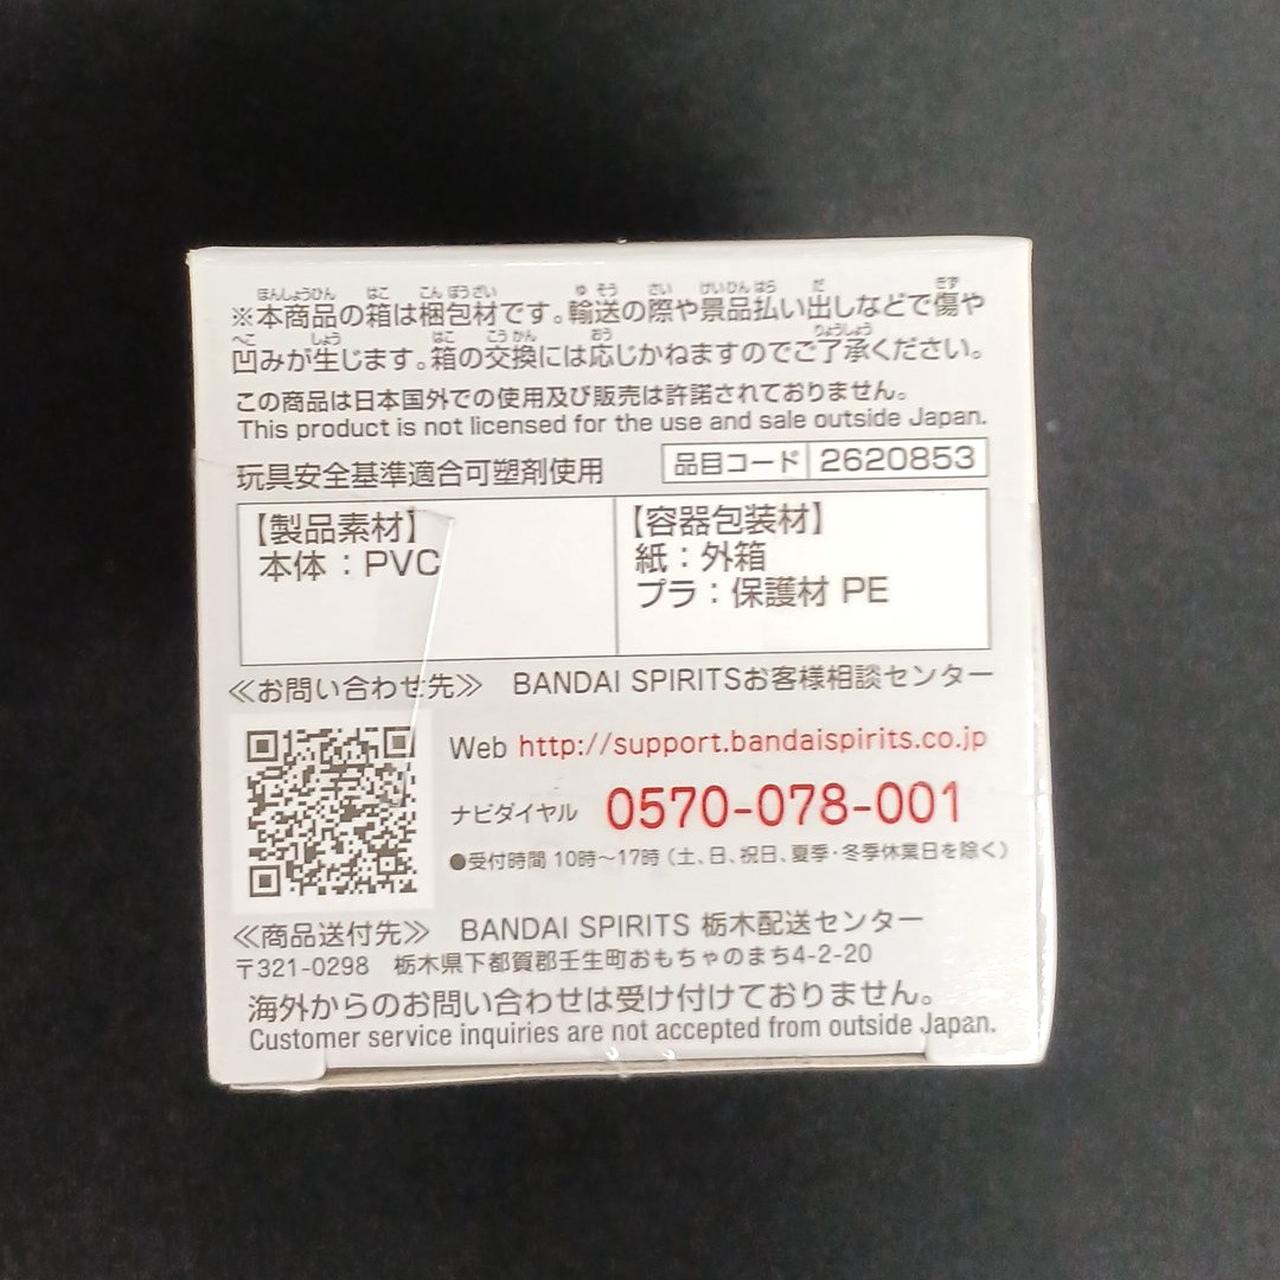 ※本商品の箱は梱包材です。輸送の際や景品払い出しなどで傷や
凹みが生じます。箱の交換には応じかねますのでご了承ください。
この商品は日本国外での使用及び販売は許諾されておりません。
This product is not licensed for the use and sale outside Japan.
玩具安全基準適合可塑剤使用
品目コード 2620853
【製品素材】
本体：PVC
【容器包装材】
紙：外箱
プラ：保護材 PE
≪お問い合わせ先≫ BANDAI SPIRITSお客様相談センター
Web http://support.bandaispirits.co.jp
ナビダイヤル 0570-078-001
●受付時間 10時～17時（土、日、祝日、夏季・冬季休業日を除く）
≪商品送付先≫ BANDAI SPIRITS 栃木配送センター
〒321-0298 栃木県下都賀郡壬生町おもちゃのまち4-2-20
海外からのお問い合わせは受け付けておりません。
Customer service inquiries are not accepted from outside Japan.